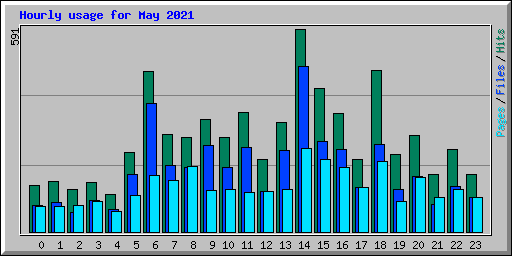 Hourly usage for May 2021
591
Pages/Files/Hits
0 1 2 3 4 5 6 7 8 9 10 11 12 13 14 15 16 17 18 19 20 21 22 23